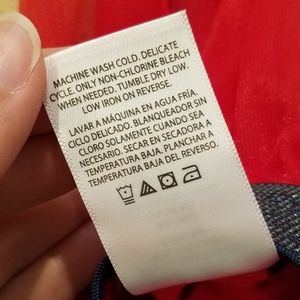 MACHINE WASH COLD. DELICATE
CYCLE. ONLY NON-CHLORINE BLEACH
WHEN NEEDED. TUMBLE DRY LOW.
LOW IRON ON REVERSE.
LAVAR A MÁQUINA EN AGUA FRÍA.
CICLO DELICADO. BLANQUEADOR SIN
CLORO SOLAMENTE CUANDO SEA
NECESARIO. SECAR EN SECADORA A
TEMPERATURA BAJA. PLANCHAR A
TEMPERATURA BAJA DEL REVERSO.